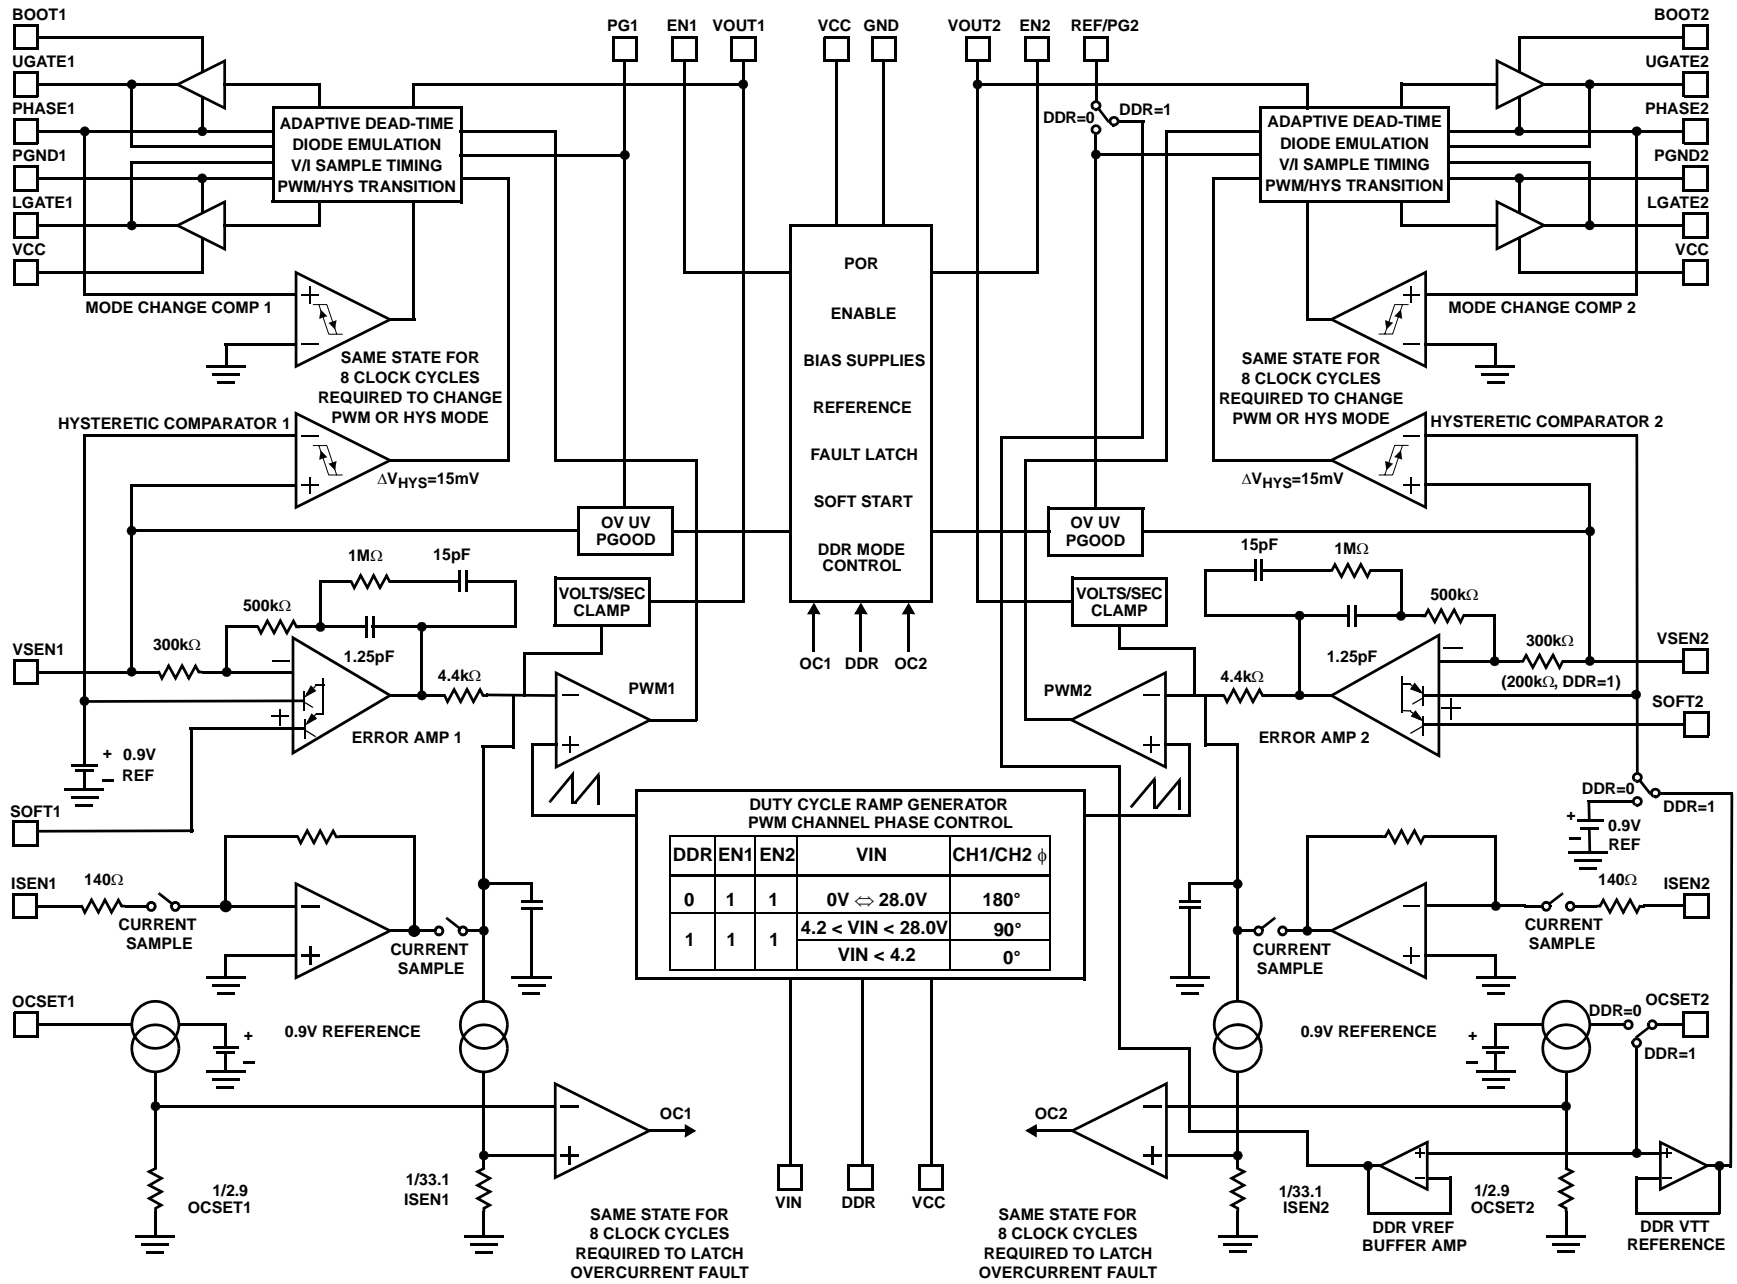 BOOT1
UGATE1
PHASE1
PGND1
LGATE1
VCC
PG1 EN1 VOUT1
VCC GND
VOUT2 EN2 REF/PG2
BOOT2
UGATE2
PHASE2
PGND2
LGATE2
VCC
DDR=0
DDR=1
ADAPTIVE DEAD-TIME
DIODE EMULATION
V/I SAMPLE TIMING
PWM/HYS TRANSITION
ADAPTIVE DEAD-TIME
DIODE EMULATION
V/I SAMPLE TIMING
PWM/HYS TRANSITION
POR
ENABLE
BIAS SUPPLIES
REFERENCE
FAULT LATCH
SOFT START
DDR MODE
CONTROL
OC1 DDR OC2
+
−
MODE CHANGE COMP 1
SAME STATE FOR
8 CLOCK CYCLES
REQUIRED TO CHANGE
PWM OR HYS MODE
HYSTERETIC COMPARATOR 1
−
+
ΔVHYS=15mV
+
−
MODE CHANGE COMP 2
SAME STATE FOR
8 CLOCK CYCLES
REQUIRED TO CHANGE
PWM OR HYS MODE
HYSTERETIC COMPARATOR 2
−
+
ΔVHYS=15mV
OV UV
PGOOD
OV UV
PGOOD
1MΩ
15pF
500kΩ
VOLTS/SEC
CLAMP
VSEN1
300kΩ
1.25pF
4.4kΩ
−
+
ERROR AMP 1
PWM1
−
+
+ 0.9V
− REF
SOFT1
15pF
1MΩ
VOLTS/SEC
CLAMP
500kΩ
300kΩ
VSEN2
(200kΩ, DDR=1)
1.25pF
4.4kΩ
−
+
ERROR AMP 2
PWM2
−
+
SOFT2
DDR=0
DDR=1
+
−
0.9V
REF
DUTY CYCLE RAMP GENERATOR
PWM CHANNEL PHASE CONTROL
DDR EN1 EN2 VIN CH1/CH2 ϕ
0 1 1 0V ⇔ 28.0V 180°
1 1 1 4.2 < VIN < 28.0V 90°
VIN < 4.2 0°
ISEN1
140Ω
CURRENT
SAMPLE
−
+
CURRENT
SAMPLE
140Ω
ISEN2
CURRENT
SAMPLE
−
+
CURRENT
SAMPLE
OCSET1
+
−
0.9V REFERENCE
0.9V REFERENCE
+
−
DDR=0
OCSET2
DDR=1
−
+
OC1
1/2.9
OCSET1
1/33.1
ISEN1
VIN DDR VCC
OC2
−
+
1/33.1
ISEN2
+
−
1/2.9
OCSET2
+
−
DDR VREF
BUFFER AMP
DDR VTT
REFERENCE
SAME STATE FOR
8 CLOCK CYCLES
REQUIRED TO LATCH
OVERCURRENT FAULT
SAME STATE FOR
8 CLOCK CYCLES
REQUIRED TO LATCH
OVERCURRENT FAULT